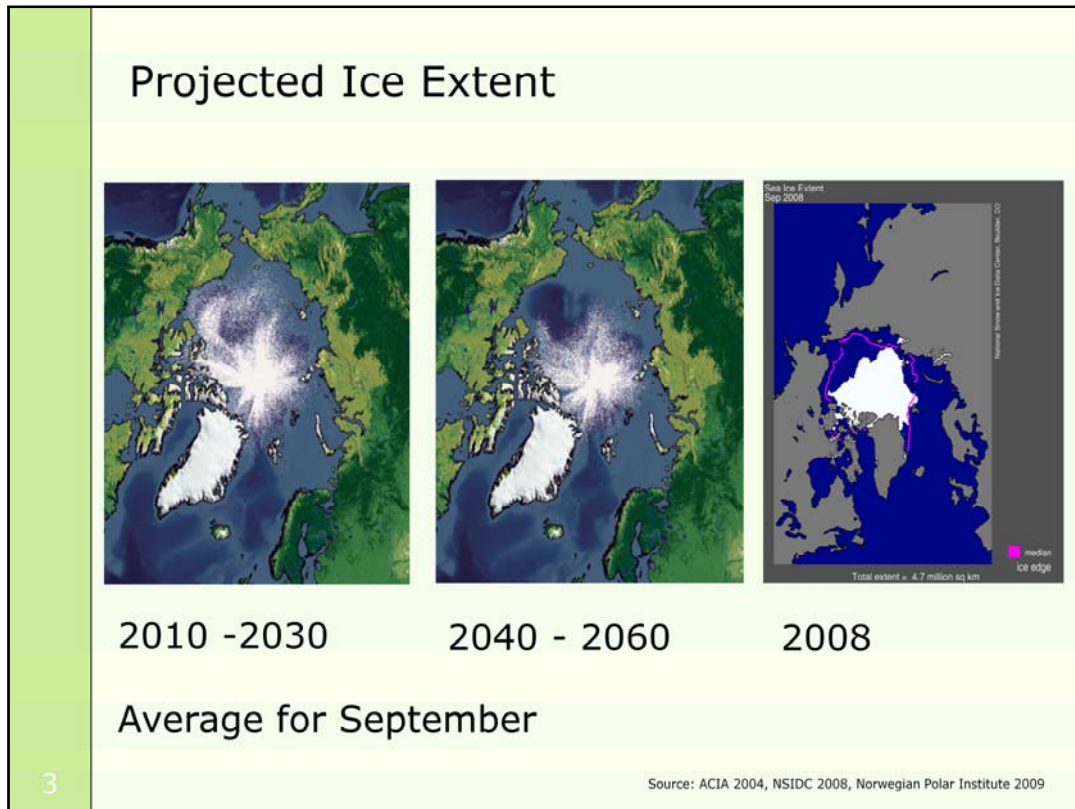 Projected Ice Extent
Sea Ice Extent
Sep 2008
National Snow and Ice Data Center, Boulder, CO
median
ice edge
Total extent = 4.7 million sq km
2010 -2030
2040 - 2060
2008
Average for September
3
Source: ACIA 2004, NSIDC 2008, Norwegian Polar Institute 2009